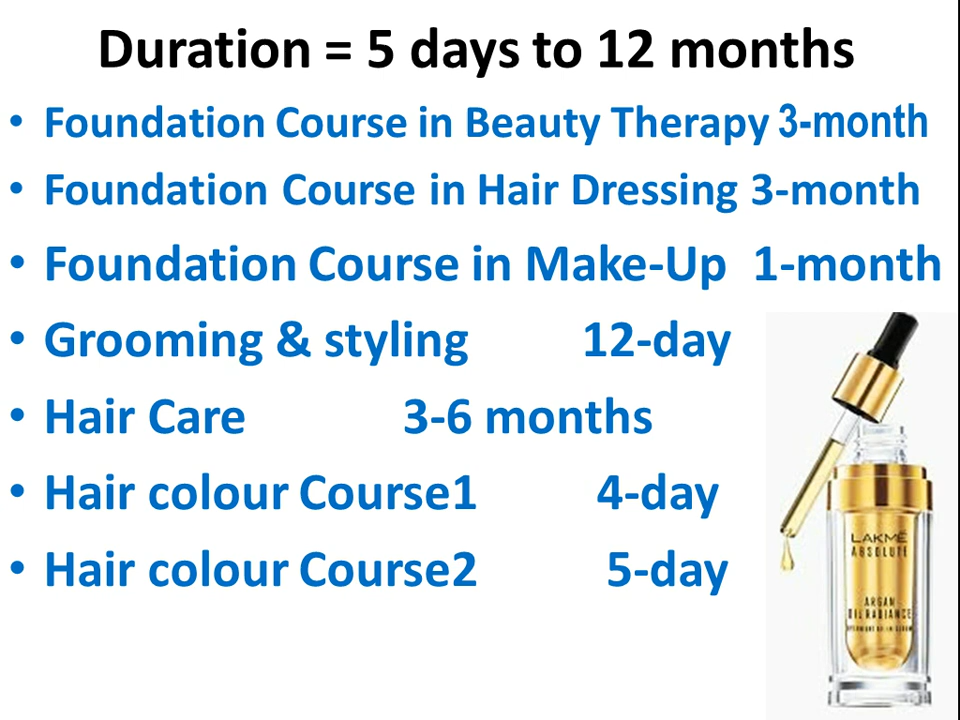 Duration = 5 days to 12 months
• Foundation Course in Beauty Therapy 3-month
• Foundation Course in Hair Dressing 3-month
• Foundation Course in Make-Up 1-month
• Grooming & styling 12-day
• Hair Care 3-6 months
• Hair colour Course1 4-day
• Hair colour Course2 5-day
LAKMÉ
ABSOLUTE
ARGAN
OIL RADIANCE